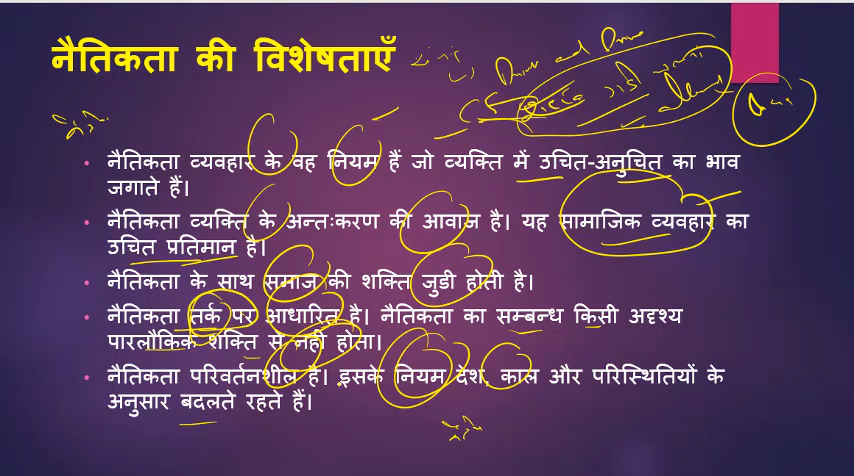 नैतिकता की विशेषताएँ
नैतिकता व्यवहार के वह नियम हैं जो व्यक्ति में उचित-अनुचित का भाव
जगाते हैं।
नैतिकता व्यक्ति के अन्तःकरण की आवाज है। यह सामाजिक व्यवहार का
उचित प्रतिमान है।
नैतिकता के साथ समाज की शक्ति जुडी होती है।
नैतिकता तर्क पर आधारित है। नैतिकता का सम्बन्ध किसी अदृश्य
पारलौकिक शक्ति से नहीं होता।
नैतिकता परिवर्तनशील है। इसके नियम देश, काल और परिस्थितियों के
अनुसार बदलते रहते हैं।